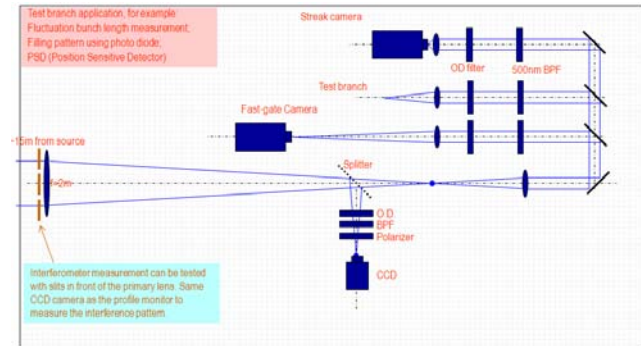 Test branch application, for example:
Fluctuation bunch length measurement;
Filling pattern using photo diode;
PSD (Position Sensitive Detector)
Streak camera
OD filter
500nm BPF
Test branch
Fast-gate Camera
~15m from source
Splitter
f=2m
O D
BPF
Polarizer
CCD
Interferometer measurement can be tested
with slits in front of the primary lens. Same
CCD camera as the profile monitor to
measure the interference pattern.